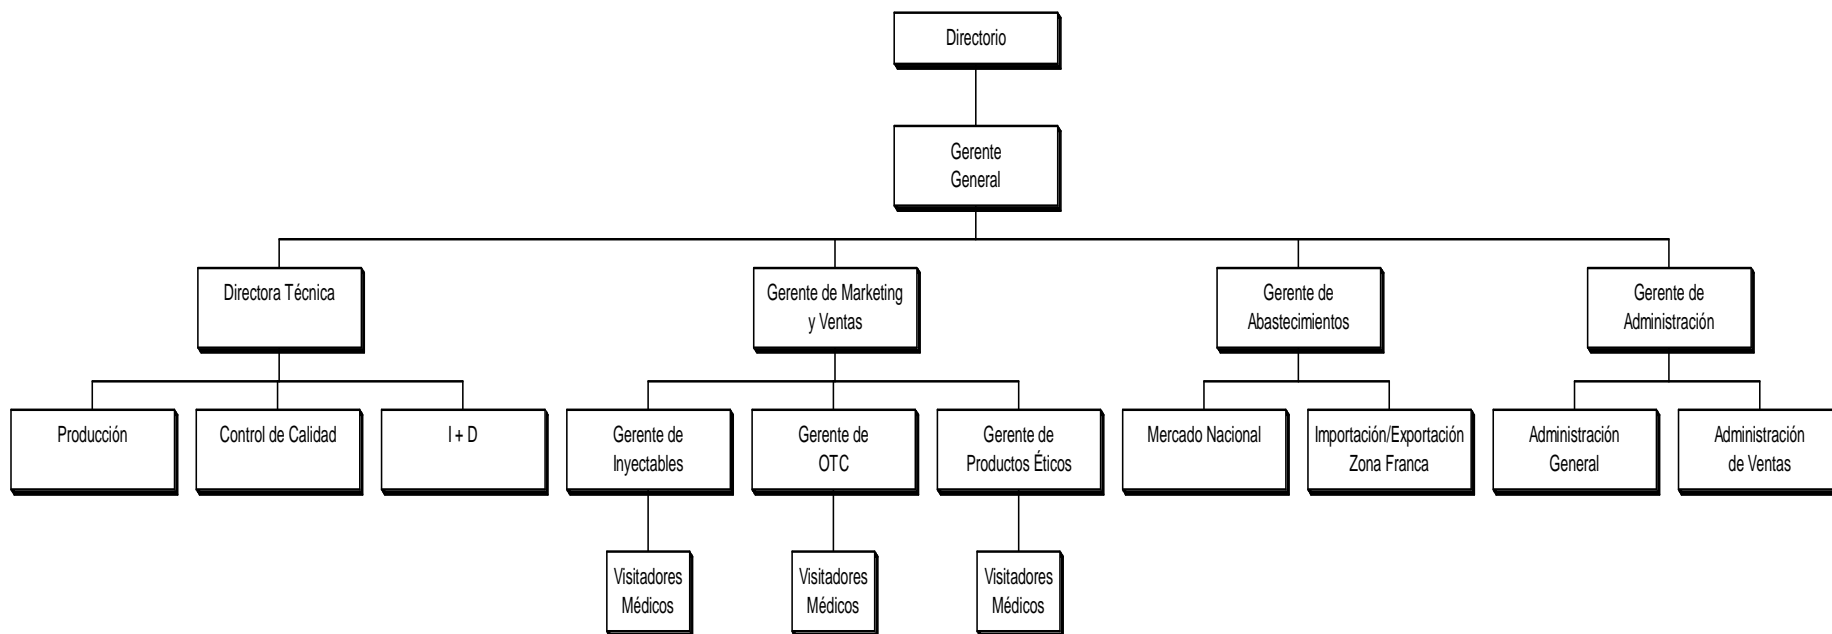 Directorio
Gerente
General
Directora Técnica
Gerente de Marketing
y Ventas
Gerente de
Abastecimientos
Gerente de
Administración
Producción
Control de Calidad
I + D
Gerente de
Inyectables
Gerente de
OTC
Gerente de
Productos Éticos
Mercado Nacional
Importación/Exportación
Zona Franca
Administración
General
Administración
de Ventas
Visitadores
Médicos
Visitadores
Médicos
Visitadores
Médicos